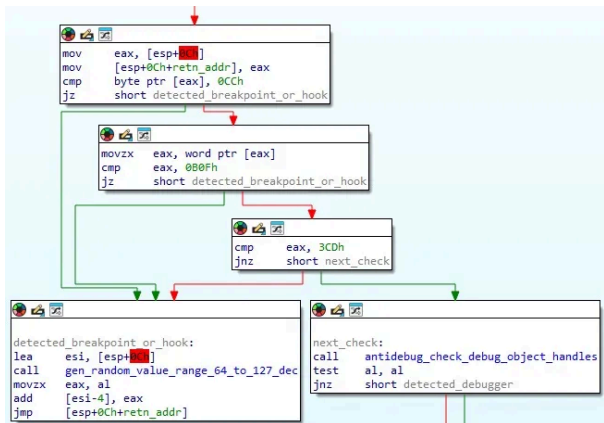 mov eax, [esp+0Ch]
mov [esp+0Ch+retn_addr], eax
cmp byte ptr [eax], 0CCh
jz short detected_breakpoint_or_hook
movzx eax, word ptr [eax]
cmp eax, 0B0Fh
jz short detected_breakpoint_or_hook
cmp eax, 3CDh
jnz short next_check
detected_breakpoint_or_hook:
lea esi, [esp+0Ch]
call gen_random_value_range_64_to_127_dec
movzx eax, al
add [esi-4], eax
jmp [esp+0Ch+retn_addr]
next_check:
call antidebug_check_debug_object_handles
test al, al
jnz short detected_debugger